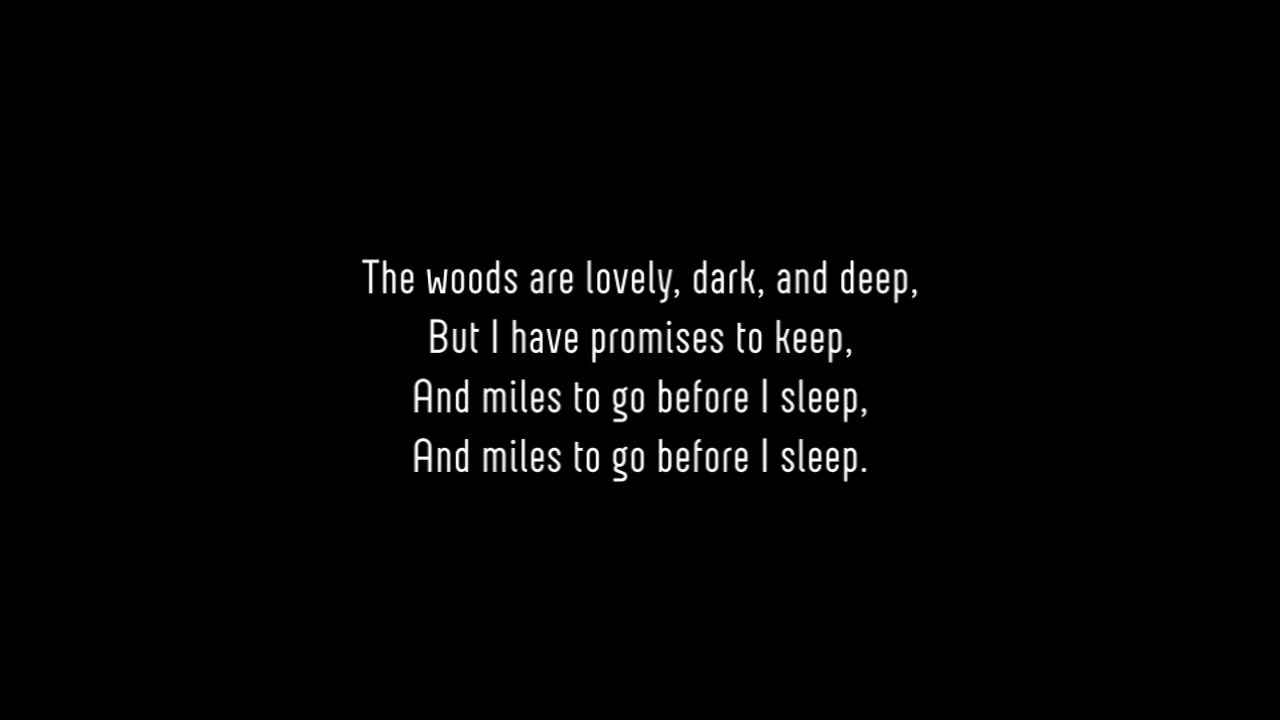 The woods are lovely, dark, and deep,
But I have promises to keep,
And miles to go before I sleep,
And miles to go before I sleep.